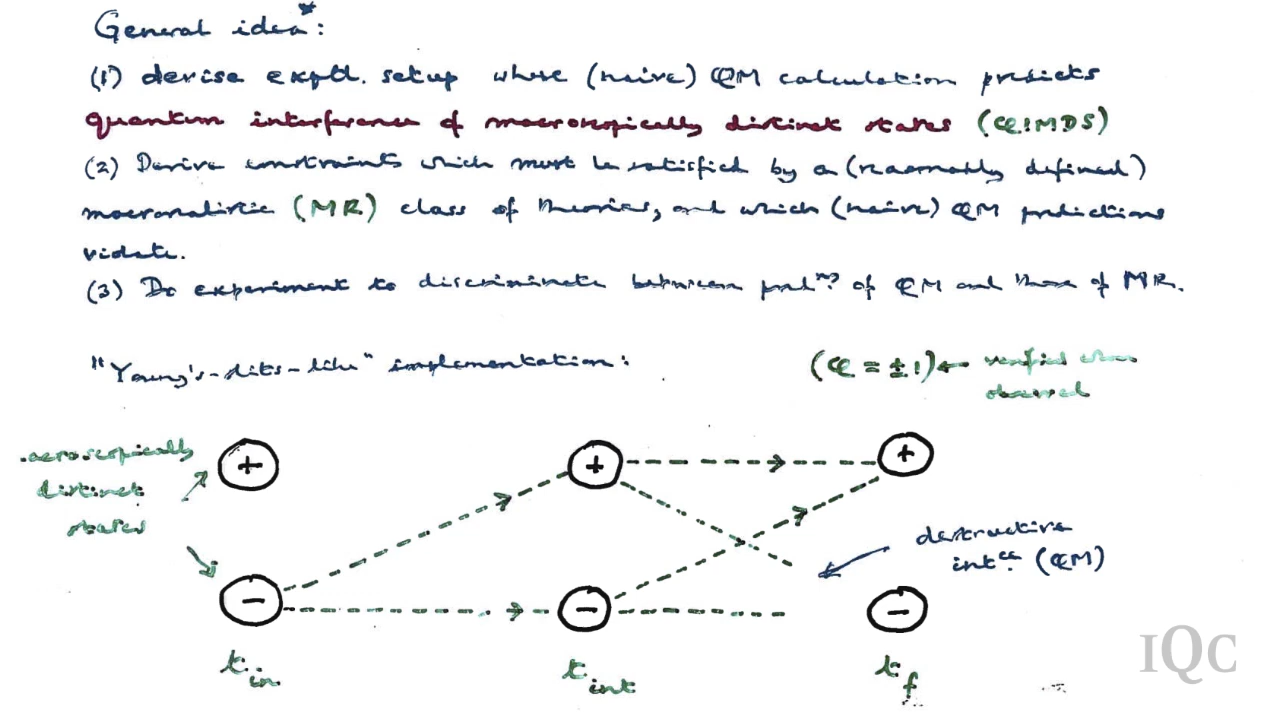 General idea*:
(1) devise exptl. setup where (naive) QM calculation predicts
quantum interference of macroscopically distinct states (QIMDS)
(2) Derive constraints which must be satisfied by a (reasonably defined)
macrorealistic (MR) class of theories, and which (naive) QM predictions
violate.
(3) Do experiment to discriminate between predⁿˢ. of QM and those of MR.
"Young's-slits-like" implementation:
(Q = ±1) ← verified when
observed
macroscopically
distinct
states
+
+
+
destructive
intᶜᵉ. (QM)
−
−
−
t_in
t_int
t_f
IQC